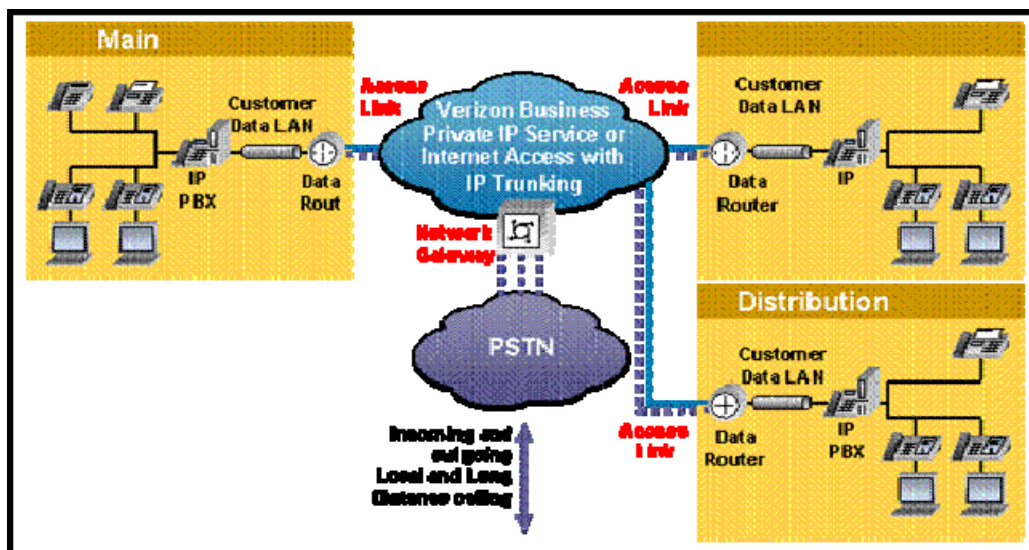 Main
Customer
Data LAN
IP
PBX
Data
Rout
Access
Link
Verizon Business
Private IP Service or
Internet Access with
IP Trunking
Network
Gateway
PSTN
Incoming and
outgoing
Local and Long
Distance calling
Access
Link
Customer
Data LAN
Data
Router
IP
Distribution
Customer
Data LAN
Access
Link
Data
Router
IP
PBX